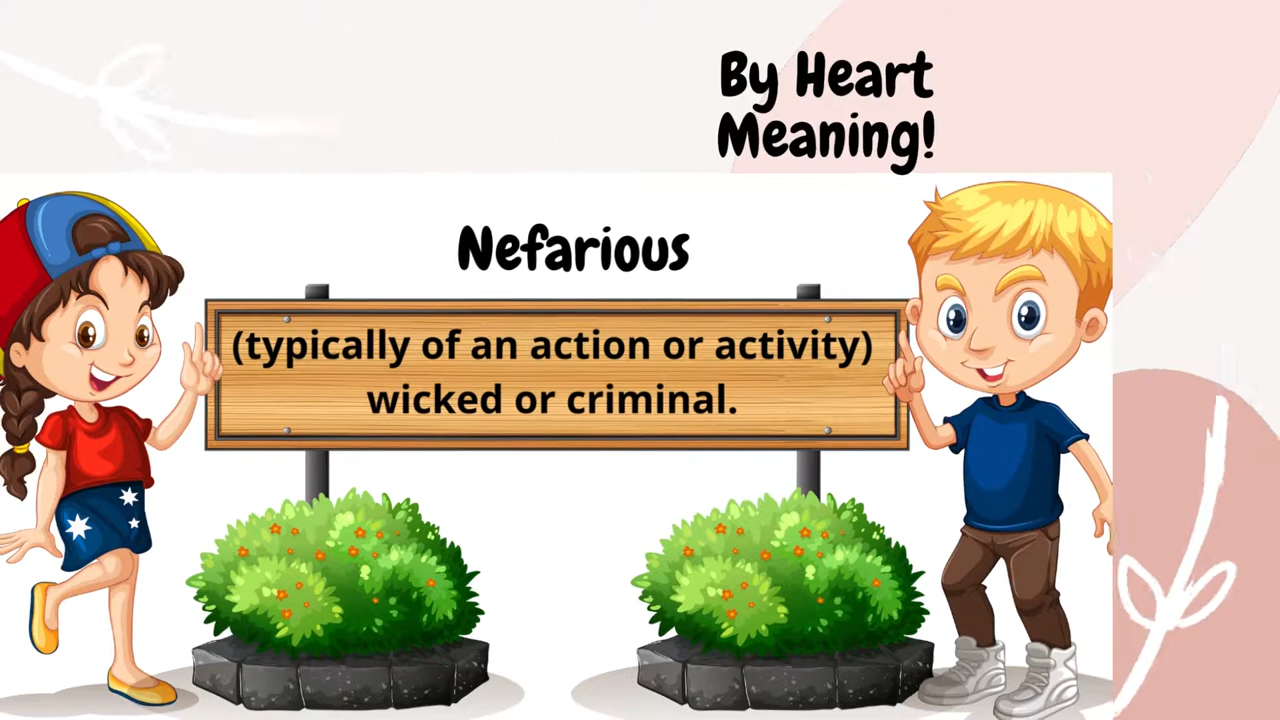 By Heart
Meaning!
Nefarious
(typically of an action or activity)
wicked or criminal.